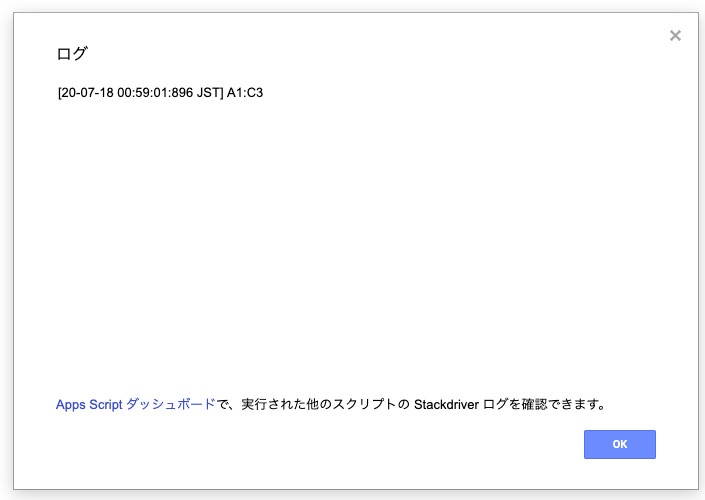 ログ
[20-07-18 00:59:01:896 JST] A1:C3
Apps Script ダッシュボードで、実行された他のスクリプトの Stackdriver ログを確認できます。
OK